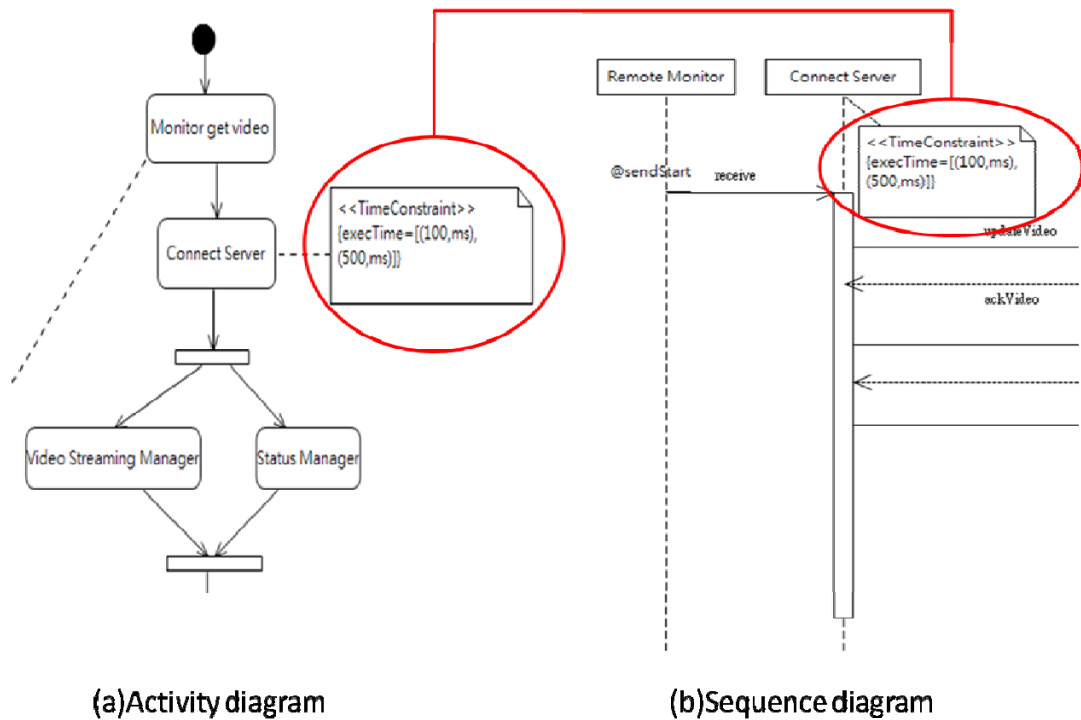 Monitor get video
Connect Server
<<TimeConstraint>>
{execTime=[(100,ms),
(500,ms)]}
Video Streaming Manager
Status Manager
(a)Activity diagram
Remote Monitor
Connect Server
<<TimeConstraint>>
{execTime=[(100,ms),
(500,ms)]}
@sendStart
receive
updateVideo
ackVideo
(b)Sequence diagram